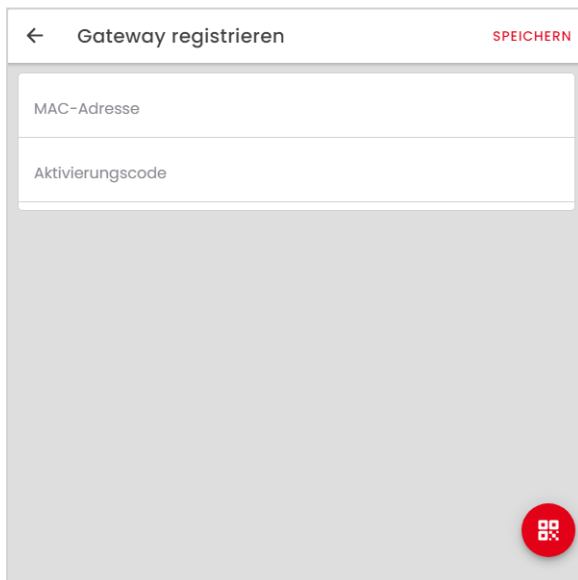 Gateway registrieren
SPEICHERN
MAC-Adresse
Aktivierungscode